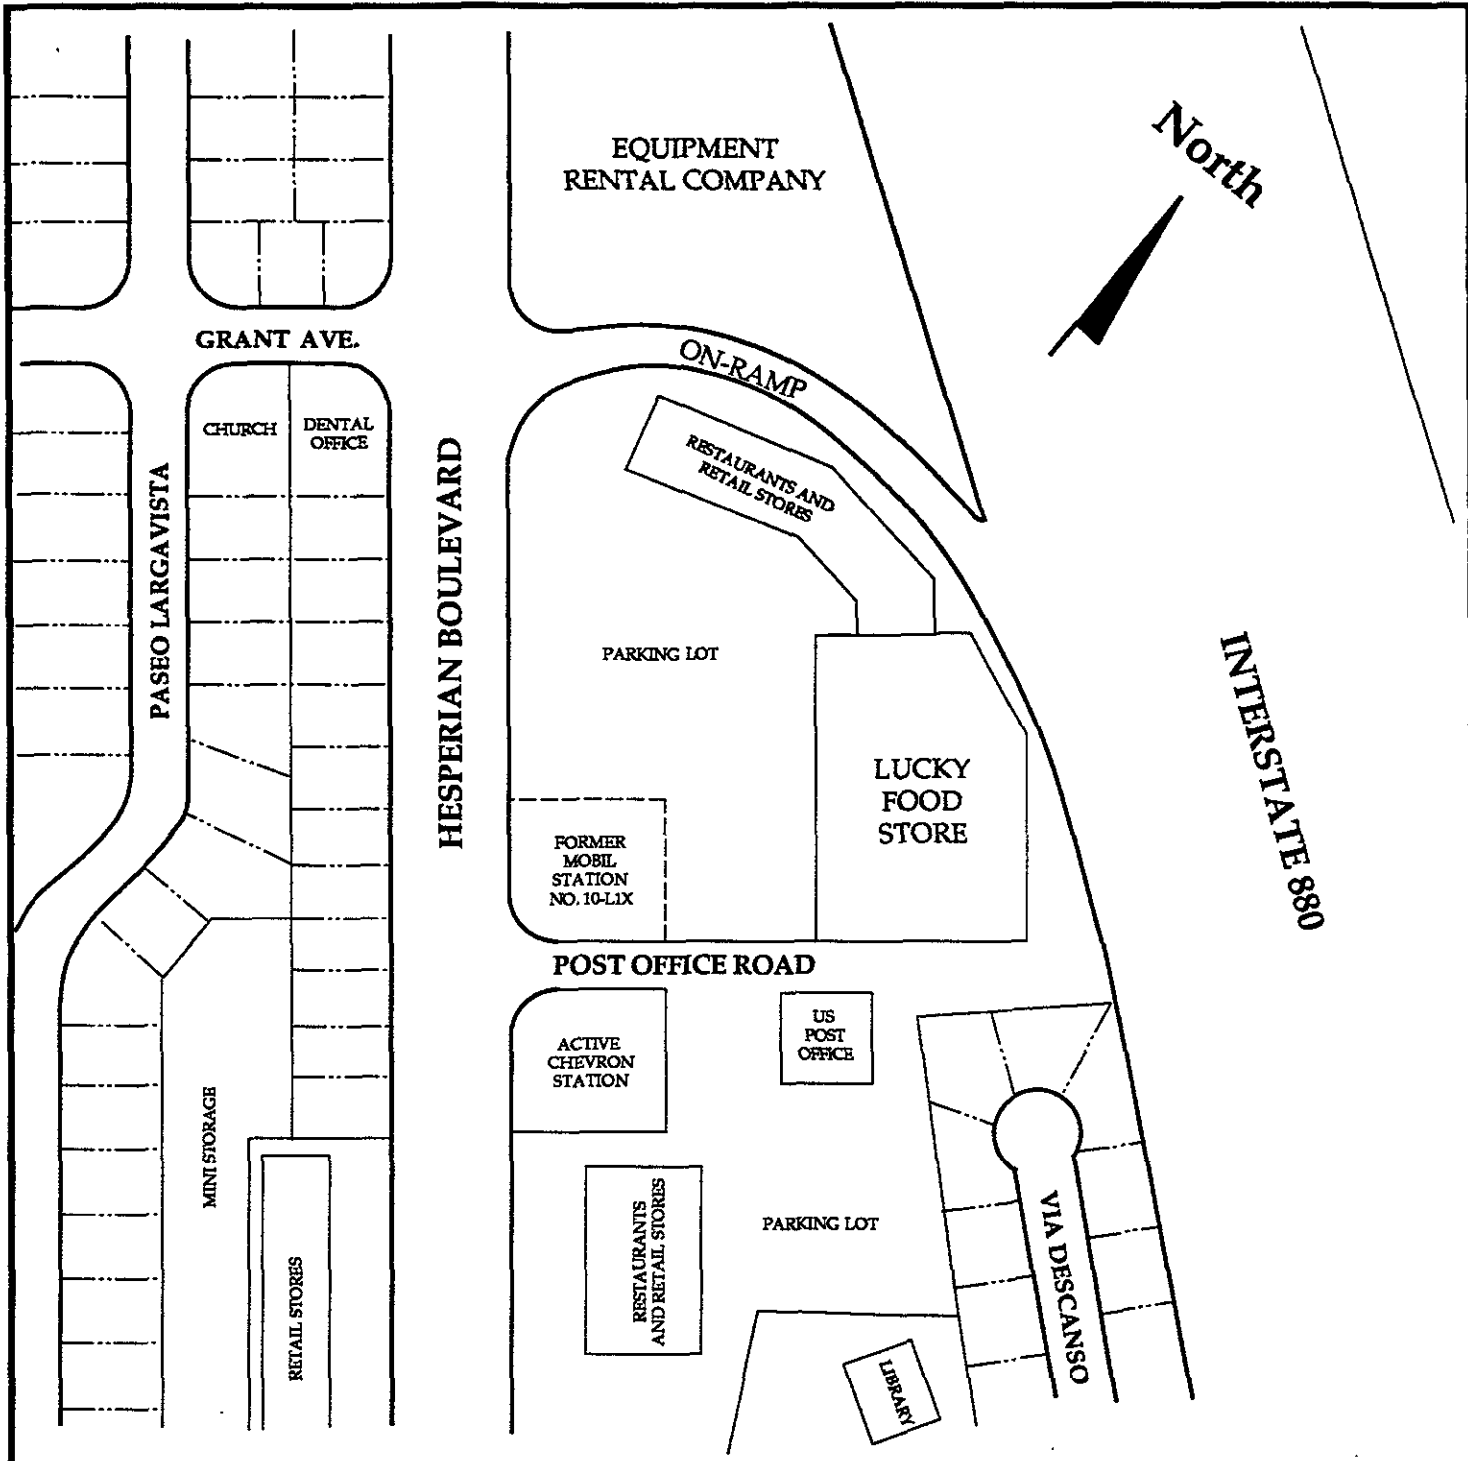 EQUIPMENT
RENTAL COMPANY
North
GRANT AVE.
ON-RAMP
CHURCH
DENTAL
OFFICE
RESTAURANTS AND
RETAIL STORES
PASEO LARGAVISTA
HESPERIAN BOULEVARD
PARKING LOT
INTERSTATE 880
LUCKY
FOOD
STORE
FORMER
MOBIL
STATION
NO. 10-L1X
POST OFFICE ROAD
ACTIVE
CHEVRON
STATION
US
POST
OFFICE
MINI STORAGE
RETAIL STORES
RESTAURANTS
AND RETAIL STORES
PARKING LOT
VIA DESCANSO
LIBRARY